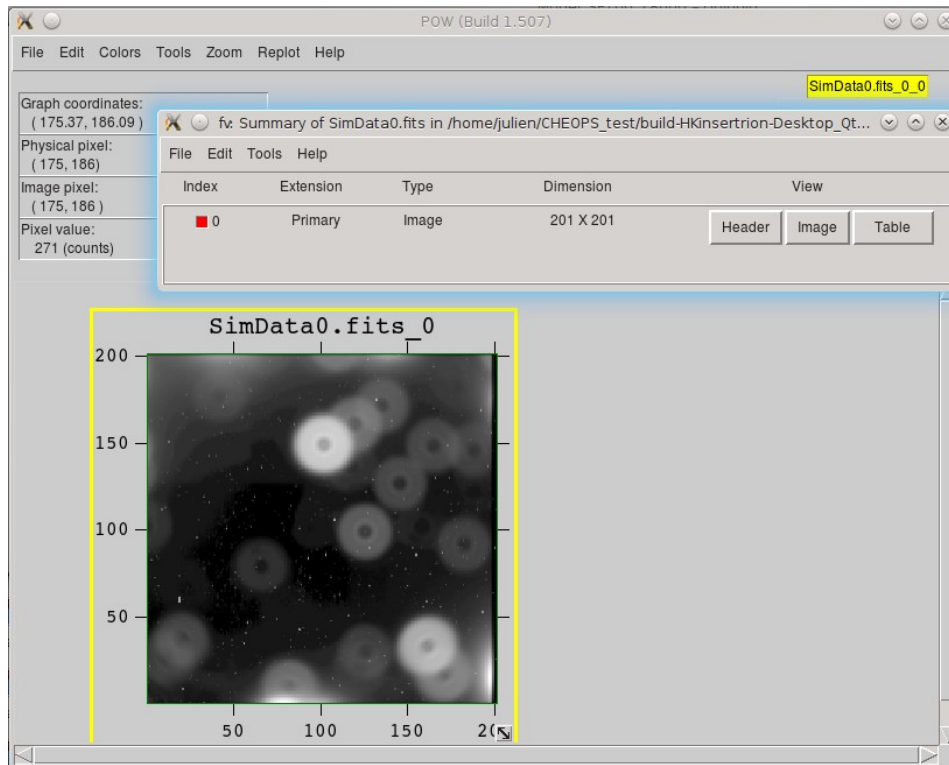 POW (Build 1.507)
File Edit Colors Tools Zoom Replot Help
SimData0.fits_0_0
Graph coordinates:
( 175.37, 186.09 )
Physical pixel:
( 175, 186)
Image pixel:
( 175, 186 )
Pixel value:
271 (counts)
fv: Summary of SimData0.fits in /home/julien/CHEOPS_test/build-HKinsertrion-Desktop_Qt...
File Edit Tools Help
Index Extension Type Dimension View
0 Primary Image 201 X 201 Header Image Table
SimData0.fits_0
200
150
100
50
50 100 150